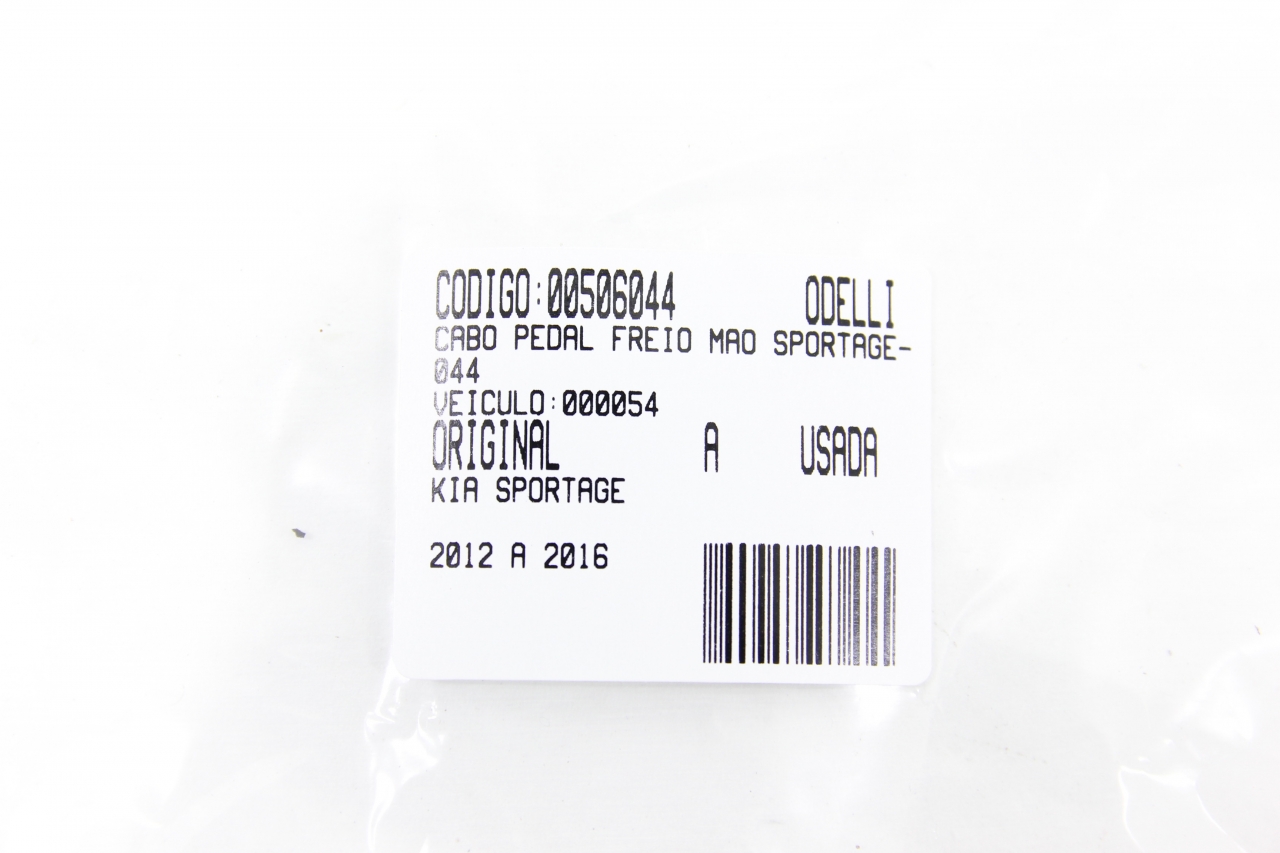 CODIGO:00506044 ODELLI
CABO PEDAL FREIO MAO SPORTAGE-
044
VEICULO:000054
ORIGINAL A USADA
KIA SPORTAGE
2012 A 2016